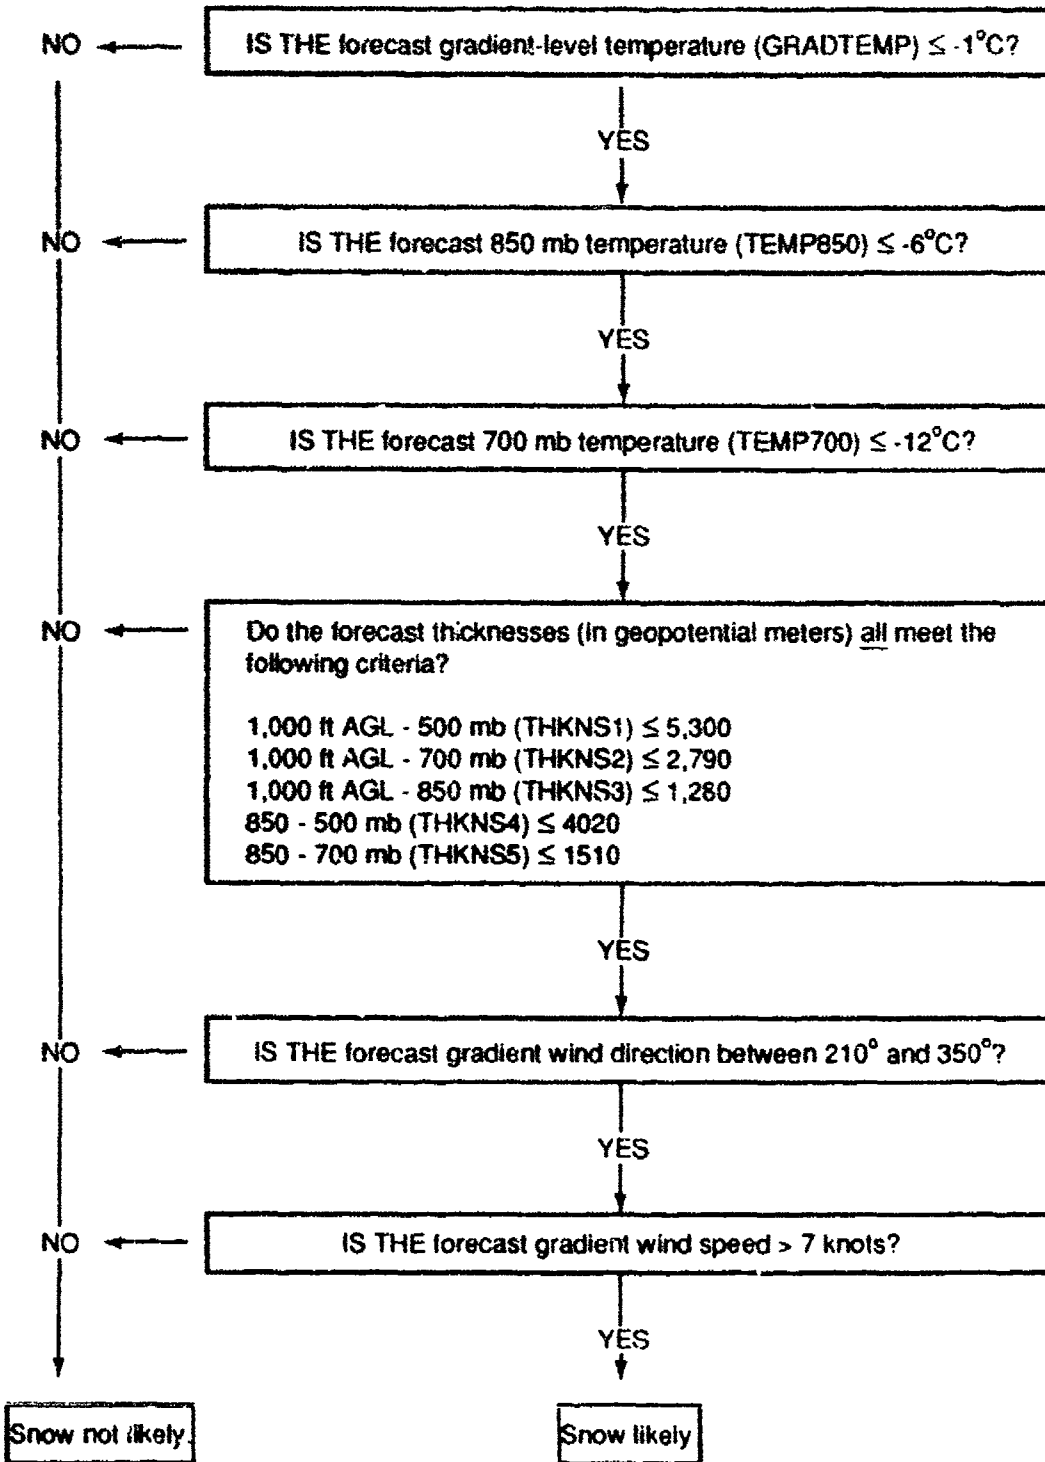 NO
IS THE forecast gradient-level temperature (GRADTEMP) ≤ -1°C?
YES
NO
IS THE forecast 850 mb temperature (TEMP850) ≤ -6°C?
YES
NO
IS THE forecast 700 mb temperature (TEMP700) ≤ -12°C?
YES
NO
Do the forecast thicknesses (in geopotential meters) all meet the
following criteria?
1,000 ft AGL - 500 mb (THKNS1) ≤ 5,300
1,000 ft AGL - 700 mb (THKNS2) ≤ 2,790
1,000 ft AGL - 850 mb (THKNS3) ≤ 1,280
850 - 500 mb (THKNS4) ≤ 4020
850 - 700 mb (THKNS5) ≤ 1510
YES
NO
IS THE forecast gradient wind direction between 210° and 350°?
YES
NO
IS THE forecast gradient wind speed > 7 knots?
YES
Snow not likely.
Snow likely